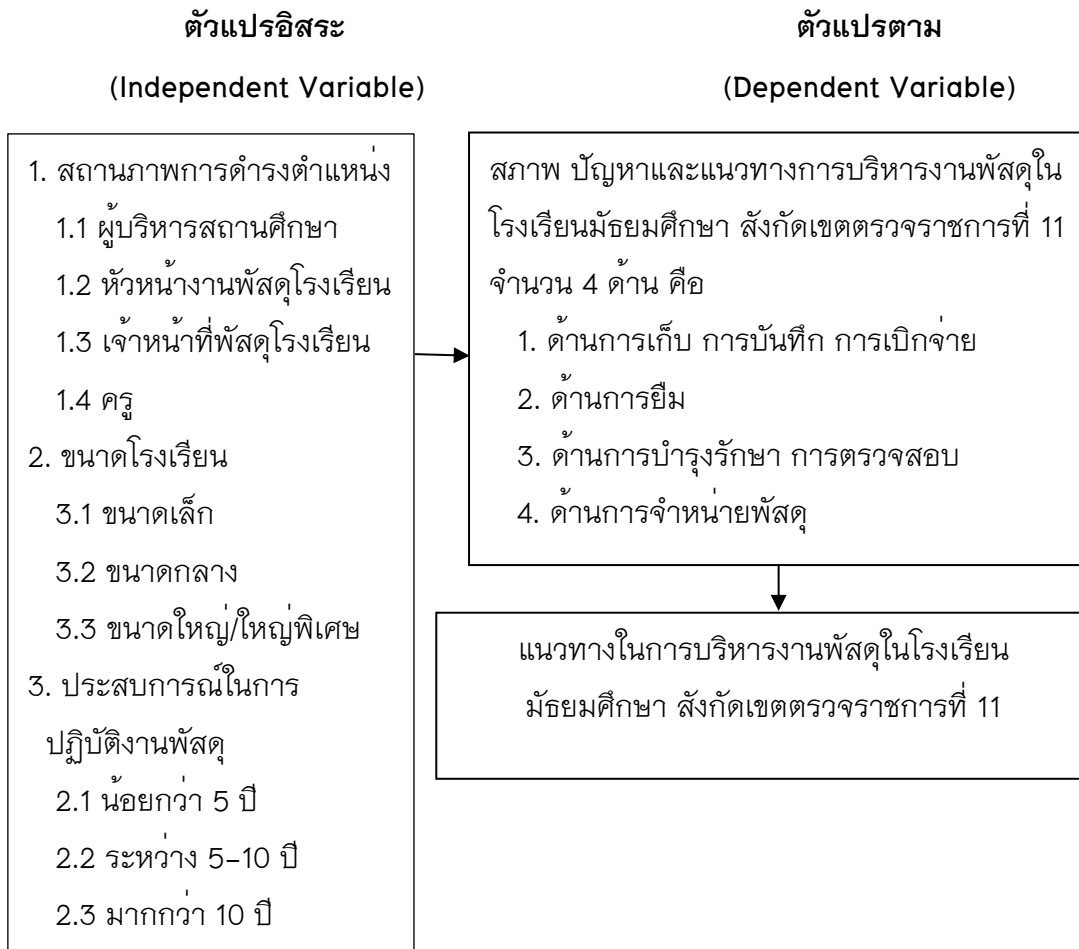 ตัวแปรอิสระ
(Independent Variable)
1. สถานภาพการดำรงตำแหน่ง
1.1 ผู้บริหารสถานศึกษา
1.2 หัวหน้างานพัสดุโรงเรียน
1.3 เจ้าหน้าที่พัสดุโรงเรียน
1.4 ครู
2. ขนาดโรงเรียน
3.1 ขนาดเล็ก
3.2 ขนาดกลาง
3.3 ขนาดใหญ่/ใหญ่พิเศษ
3. ประสบการณ์ในการ
ปฏิบัติงานพัสดุ
2.1 น้อยกว่า 5 ปี
2.2 ระหว่าง 5-10 ปี
2.3 มากกว่า 10 ปี
ตัวแปรตาม
(Dependent Variable)
สภาพ ปัญหาและแนวทางการบริหารงานพัสดุใน
โรงเรียนมัธยมศึกษา สังกัดเขตตรวจราชการที่ 11
จำนวน 4 ด้าน คือ
1. ด้านการเก็บ การบันทึก การเบิกจ่าย
2. ด้านการยืม
3. ด้านการบำรุงรักษา การตรวจสอบ
4. ด้านการจำหน่ายพัสดุ
แนวทางในการบริหารงานพัสดุในโรงเรียน
มัธยมศึกษา สังกัดเขตตรวจราชการที่ 11